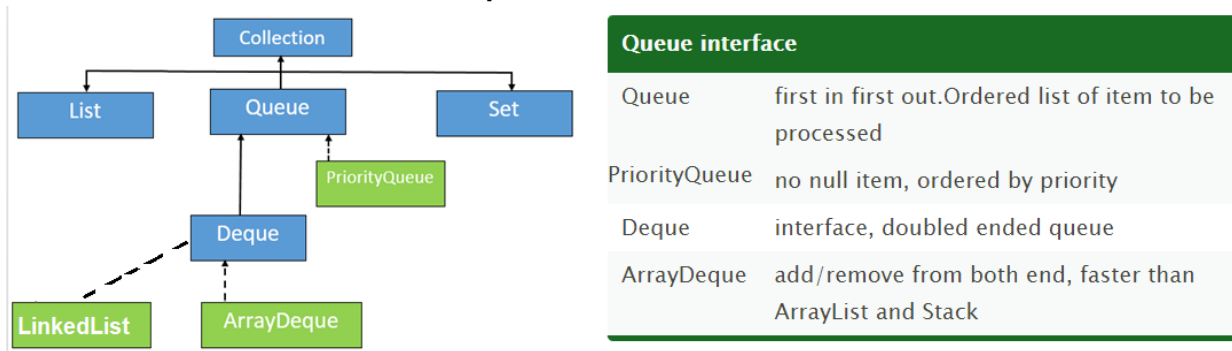 Collection
List
Queue
Set
PriorityQueue
Deque
LinkedList
ArrayDeque
Queue interface
Queue first in first out.Ordered list of item to be
processed
PriorityQueue no null item, ordered by priority
Deque interface, doubled ended queue
ArrayDeque add/remove from both end, faster than
ArrayList and Stack